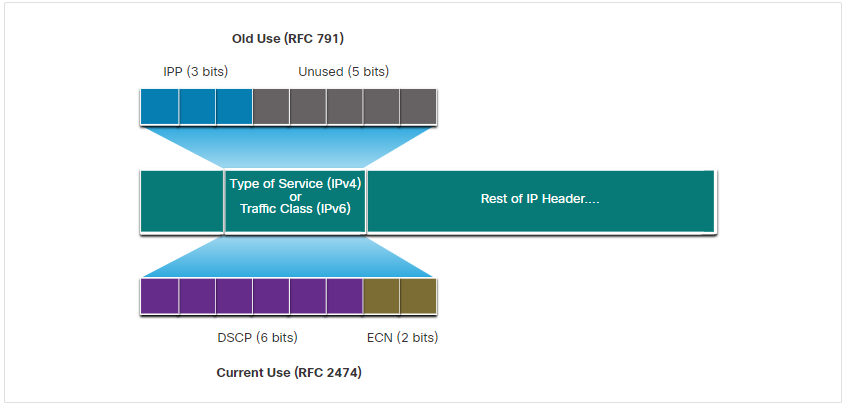 Old Use (RFC 791)
IPP (3 bits) Unused (5 bits)
Type of Service (IPv4)
or
Traffic Class (IPv6)
Rest of IP Header....
DSCP (6 bits) ECN (2 bits)
Current Use (RFC 2474)